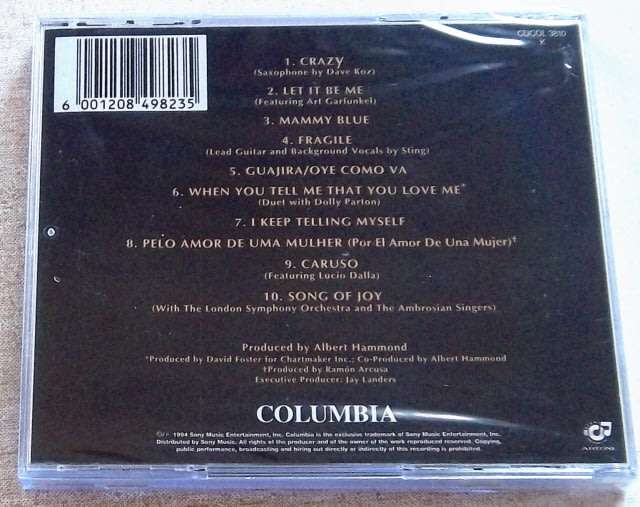 CDCOL 3810
K
6 001208 498235
1. CRAZY
(Saxophone by Dave Koz)
2. LET IT BE ME
(Featuring Art Garfunkel)
3. MAMMY BLUE
4. FRAGILE
(Lead Guitar and Background Vocals by Sting)
5. GUAJIRA/OYE COMO VA
6. WHEN YOU TELL ME THAT YOU LOVE ME*
(Duet with Dolly Parton)
7. I KEEP TELLING MYSELF
8. PELO AMOR DE UMA MULHER (Por El Amor De Una Mujer)†
9. CARUSO
(Featuring Lucio Dalla)
10. SONG OF JOY
(With The London Symphony Orchestra and The Ambrosian Singers)
Produced by Albert Hammond
*Produced by David Foster for Chartmaker Inc.; Co-Produced by Albert Hammond
†Produced by Ramón Arcusa
Executive Producer: Jay Landers
COLUMBIA
1994 Sony Music Entertainment, Inc. Columbia is the exclusive trademark of Sony Music Entertainment, Inc.
Distributed by Sony Music. All rights of the producer and of the owner of the work reproduced reserved. Copying,
public performance, broadcasting and hiring out directly or indirectly of this recording is prohibited.